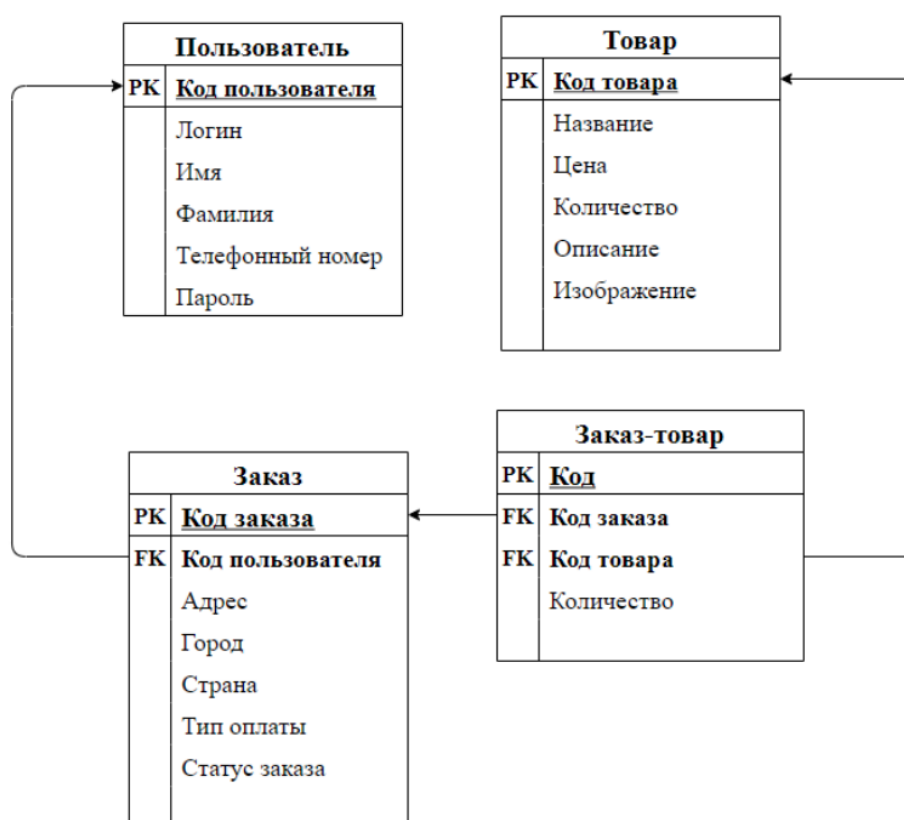 Пользователь
PK Код пользователя
Логин
Имя
Фамилия
Телефонный номер
Пароль
Товар
PK Код товара
Название
Цена
Количество
Описание
Изображение
Заказ
PK Код заказа
FK Код пользователя
Адрес
Город
Страна
Тип оплаты
Статус заказа
Заказ-товар
PK Код
FK Код заказа
FK Код товара
Количество